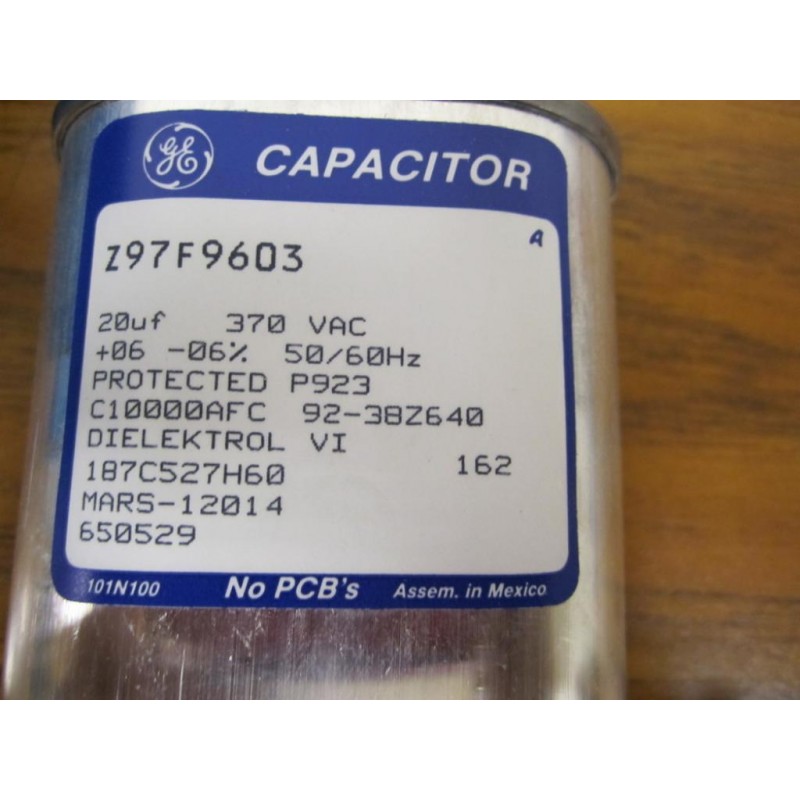 GE CAPACITOR
A
Z97F9603
20uf 370 VAC
+06 -06% 50/60Hz
PROTECTED P923
C10000AFC 92-38Z640
DIELEKTROL VI
187C527H60 162
MARS-12014
650529
101N100 No PCB's Assem. in Mexico